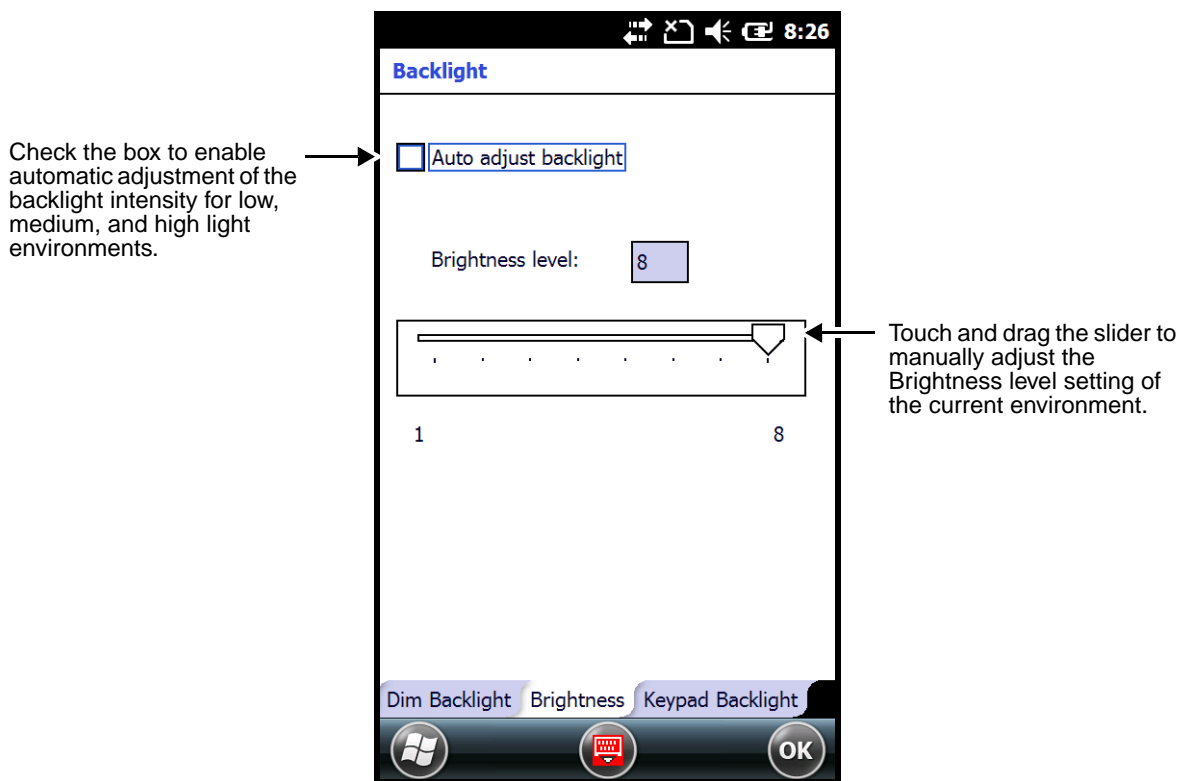 8:26
Backlight
Check the box to enable
automatic adjustment of the
backlight intensity for low,
medium, and high light
environments.
Auto adjust backlight
Brightness level: 8
Touch and drag the slider to
manually adjust the
Brightness level setting of
the current environment.
1 8
Dim Backlight Brightness Keypad Backlight
OK